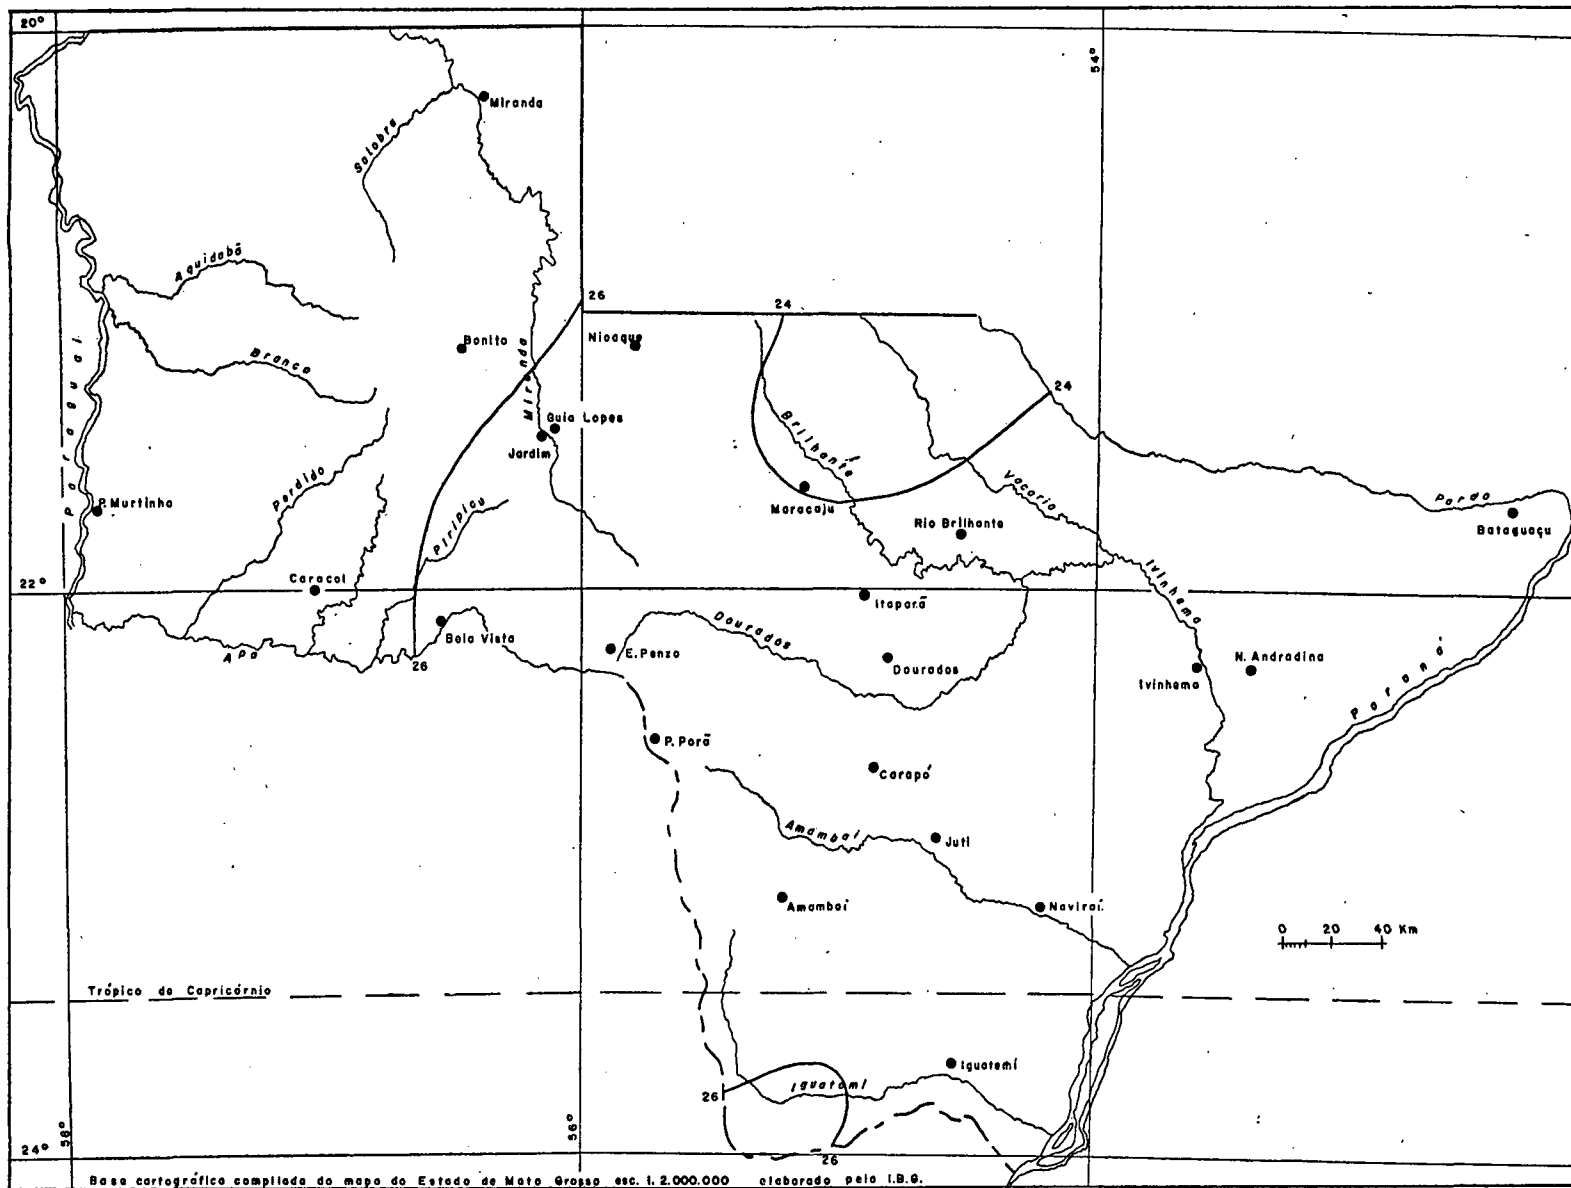 20°
54°
Miranda
Salobra
Aquidabã
26
24
Paraguai
Branco
Bonito
Miranda
Nioaque
24
Guia Lopes
Jardim
Brilhante
Perdido
P. Murtinho
Piripicu
Maracaju
Vacaria
Pardo
Rio Brilhante
Bataguaçu
22°
Caracol
Itaporã
Ivinhema
Bela Vista
Apa
26
E. Penzo
Dourados
Dourados
Ivinhema
N. Andradina
Paraná
P. Porã
Carapó
Amambaí
Juti
Amambaí
Naviraí
0 20 40 Km
Trópico de Capricórnio
Iguatemí
26
Iguatemi
58°
56°
24°
26
Base cartográfica compilada do mapa do Estado de Mato Grosso esc. 1. 2.000.000 elaborado pelo I.B.G.